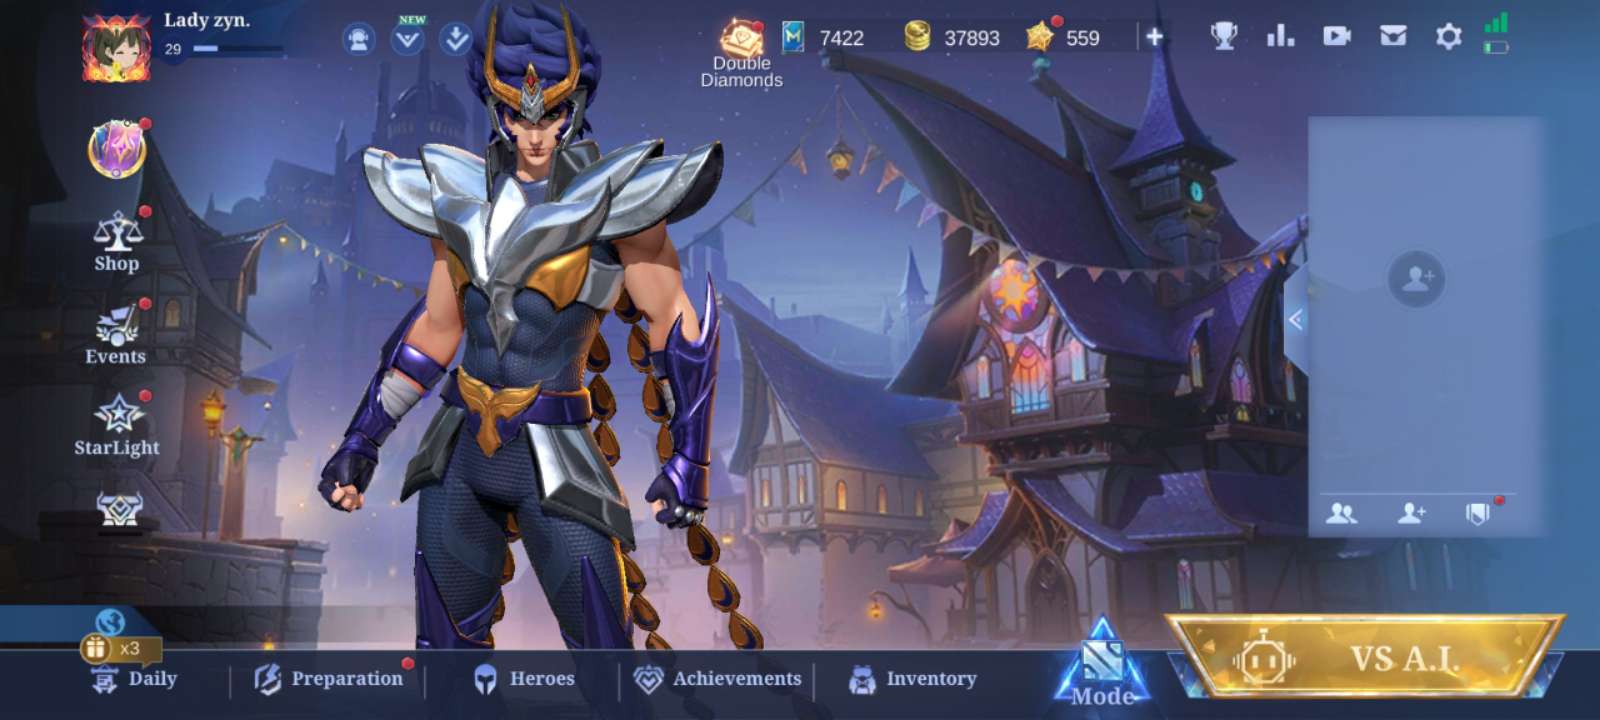 Lady zyn.
29
NEW
Double
Diamonds
7422
37893
559
Shop
Events
StarLight
x3
Daily
Preparation
Heroes
Achievements
Inventory
Mode
VS A.I.